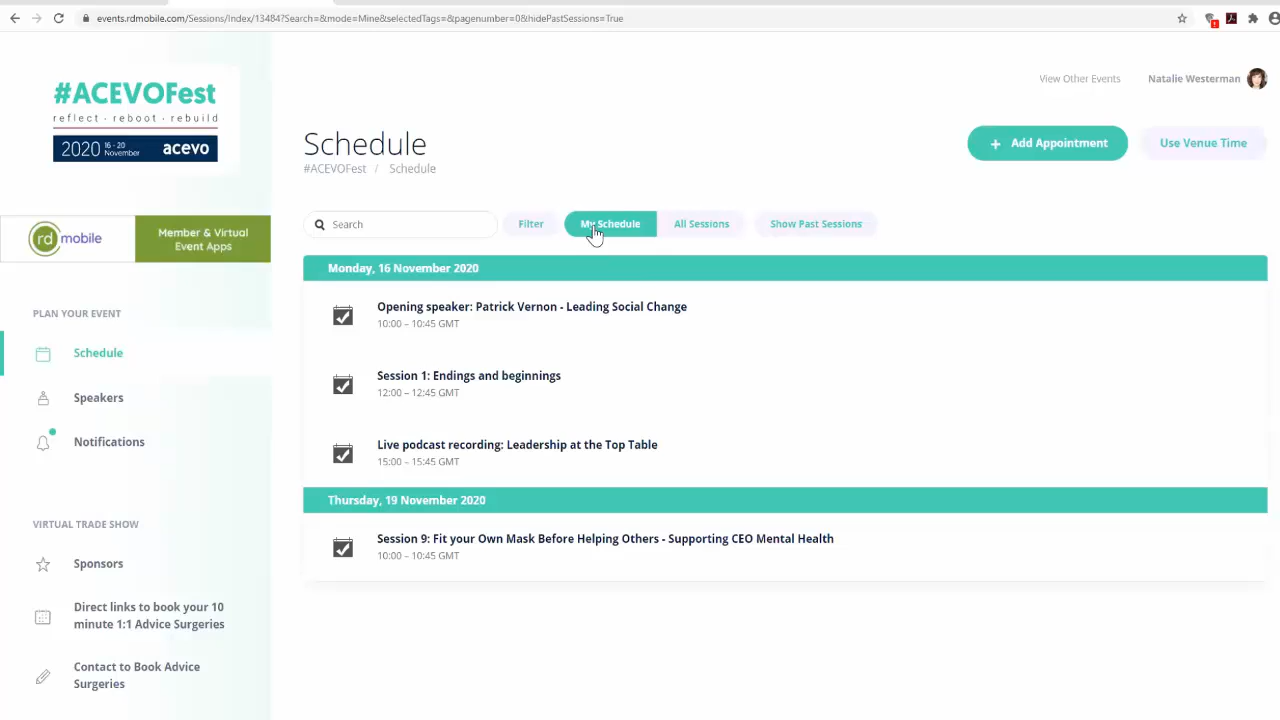 events.rdmobile.com/Sessions/Index/13484?Search=&mode=Mine&selectedTags=&pagenumber=0&hidePastSessions=True
#ACEVOFest
reflect · reboot · rebuild
2020 16 - 20 November acevo
View Other Events
Natalie Westerman
Schedule
#ACEVOFest / Schedule
+ Add Appointment
Use Venue Time
rd mobile
Member & Virtual
Event Apps
Search
Filter
My Schedule
All Sessions
Show Past Sessions
Monday, 16 November 2020
Opening speaker: Patrick Vernon - Leading Social Change
10:00 – 10:45 GMT
Session 1: Endings and beginnings
12:00 – 12:45 GMT
Live podcast recording: Leadership at the Top Table
15:00 – 15:45 GMT
Thursday, 19 November 2020
Session 9: Fit your Own Mask Before Helping Others - Supporting CEO Mental Health
10:00 – 10:45 GMT
PLAN YOUR EVENT
Schedule
Speakers
Notifications
VIRTUAL TRADE SHOW
Sponsors
Direct links to book your 10
minute 1:1 Advice Surgeries
Contact to Book Advice
Surgeries